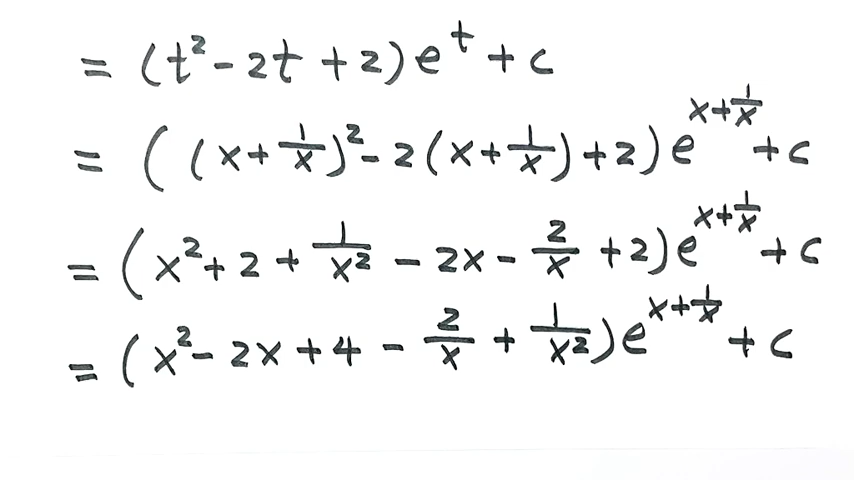 = (t² - 2t + 2) e^t + c
= ((x + 1/x)² - 2(x + 1/x) + 2) e^(x + 1/x) + c
= (x² + 2 + 1/x² - 2x - 2/x + 2) e^(x + 1/x) + c
= (x² - 2x + 4 - 2/x + 1/x²) e^(x + 1/x) + c